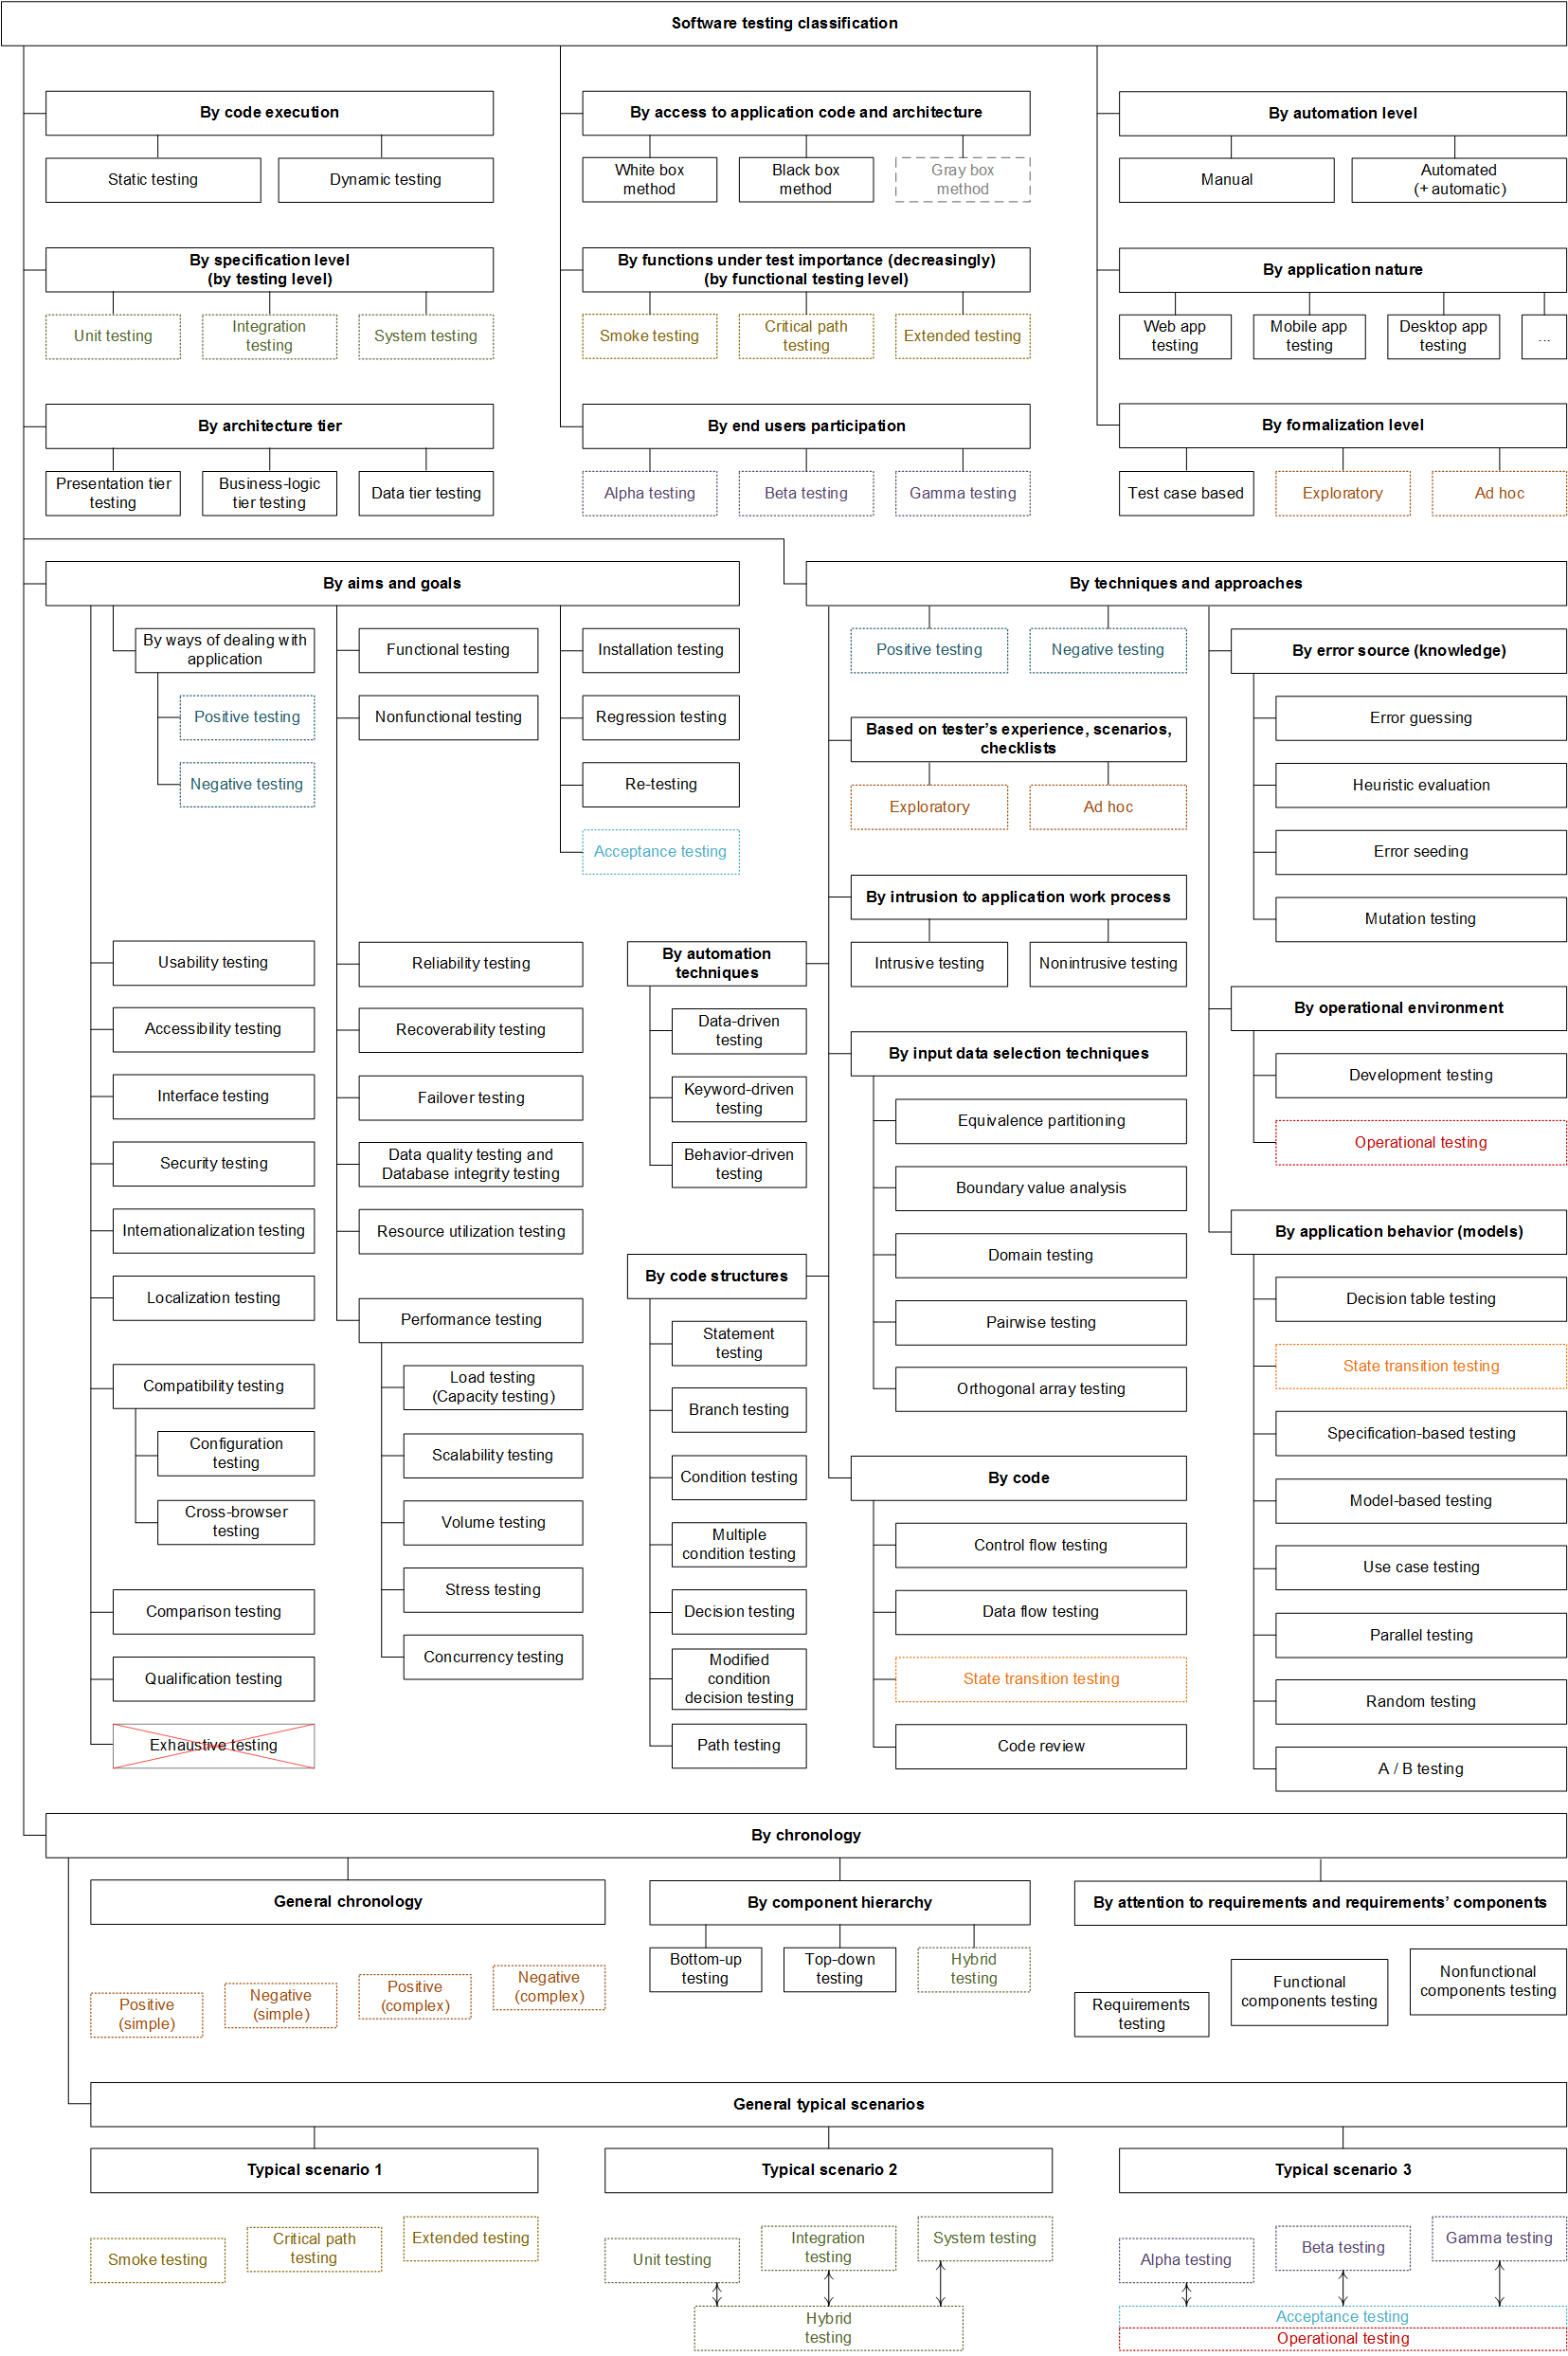 Software testing classification
By code execution
Static testing
Dynamic testing
By access to application code and architecture
White box
method
Black box
method
Gray box
method
By automation level
Manual
Automated
(+ automatic)
By specification level
(by testing level)
Unit testing
Integration
testing
System testing
By functions under test importance (decreasingly)
(by functional testing level)
Smoke testing
Critical path
testing
Extended testing
By application nature
Web app
testing
Mobile app
testing
Desktop app
testing
...
By architecture tier
Presentation tier
testing
Business-logic
tier testing
Data tier testing
By end users participation
Alpha testing
Beta testing
Gamma testing
By formalization level
Test case based
Exploratory
Ad hoc
By aims and goals
By ways of dealing with
application
Positive testing
Negative testing
Functional testing
Nonfunctional testing
Installation testing
Regression testing
Re-testing
Acceptance testing
Usability testing
Accessibility testing
Interface testing
Security testing
Internationalization testing
Localization testing
Compatibility testing
Configuration
testing
Cross-browser
testing
Comparison testing
Qualification testing
Exhaustive testing
Reliability testing
Recoverability testing
Failover testing
Data quality testing and
Database integrity testing
Resource utilization testing
Performance testing
Load testing
(Capacity testing)
Scalability testing
Volume testing
Stress testing
Concurrency testing
By techniques and approaches
Positive testing
Negative testing
Based on tester’s experience, scenarios,
checklists
Exploratory
Ad hoc
By intrusion to application work process
Intrusive testing
Nonintrusive testing
By automation
techniques
Data-driven
testing
Keyword-driven
testing
Behavior-driven
testing
By code structures
Statement
testing
Branch testing
Condition testing
Multiple
condition testing
Decision testing
Modified
condition
decision testing
Path testing
By input data selection techniques
Equivalence partitioning
Boundary value analysis
Domain testing
Pairwise testing
Orthogonal array testing
By code
Control flow testing
Data flow testing
State transition testing
Code review
By error source (knowledge)
Error guessing
Heuristic evaluation
Error seeding
Mutation testing
By operational environment
Development testing
Operational testing
By application behavior (models)
Decision table testing
State transition testing
Specification-based testing
Model-based testing
Use case testing
Parallel testing
Random testing
A / B testing
By chronology
General chronology
Positive
(simple)
Negative
(simple)
Positive
(complex)
Negative
(complex)
By component hierarchy
Bottom-up
testing
Top-down
testing
Hybrid
testing
By attention to requirements and requirements’ components
Requirements
testing
Functional
components testing
Nonfunctional
components testing
General typical scenarios
Typical scenario 1
Smoke testing
Critical path
testing
Extended testing
Typical scenario 2
Unit testing
Integration
testing
System testing
Hybrid
testing
Typical scenario 3
Alpha testing
Beta testing
Gamma testing
Acceptance testing
Operational testing